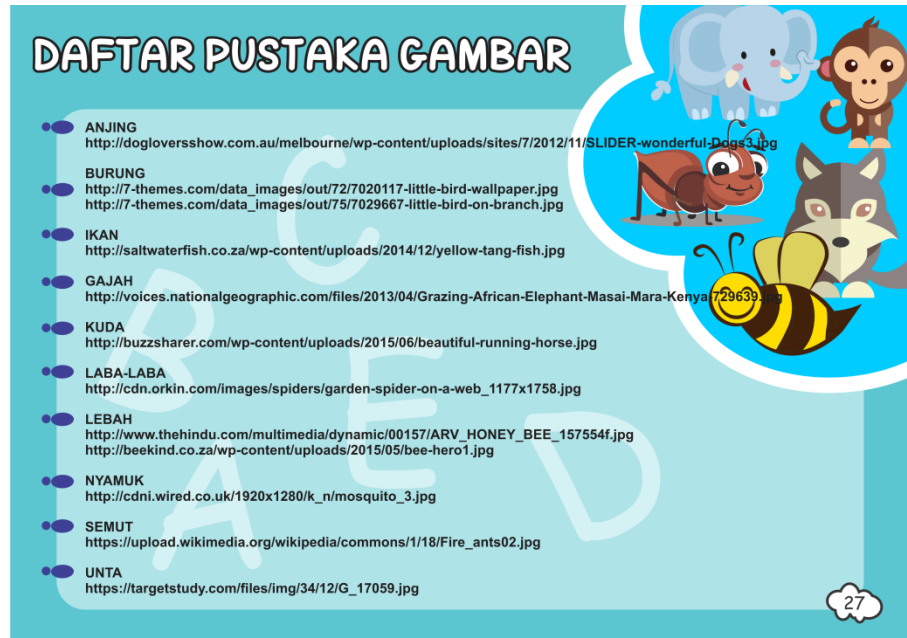 DAFTAR PUSTAKA GAMBAR
ANJING
http://dogloversshow.com.au/melbourne/wp-content/uploads/sites/7/2012/11/SLIDER-wonderful-Dogs3.jpg
BURUNG
http://7-themes.com/data_images/out/72/7020117-little-bird-wallpaper.jpg
http://7-themes.com/data_images/out/75/7029667-little-bird-on-branch.jpg
IKAN
http://saltwaterfish.co.za/wp-content/uploads/2014/12/yellow-tang-fish.jpg
GAJAH
http://voices.nationalgeographic.com/files/2013/04/Grazing-African-Elephant-Masai-Mara-Kenya-729639.jpg
KUDA
http://buzzsharer.com/wp-content/uploads/2015/06/beautiful-running-horse.jpg
LABA-LABA
http://cdn.orkin.com/images/spiders/garden-spider-on-a-web_1177x1758.jpg
LEBAH
http://www.thehindu.com/multimedia/dynamic/00157/ARV_HONEY_BEE_157554f.jpg
http://beekind.co.za/wp-content/uploads/2015/05/bee-hero1.jpg
NYAMUK
http://cdni.wired.co.uk/1920x1280/k_n/mosquito_3.jpg
SEMUT
https://upload.wikimedia.org/wikipedia/commons/1/18/Fire_ants02.jpg
UNTA
https://targetstudy.com/files/img/34/12/G_17059.jpg
A
B
C
D
E
27